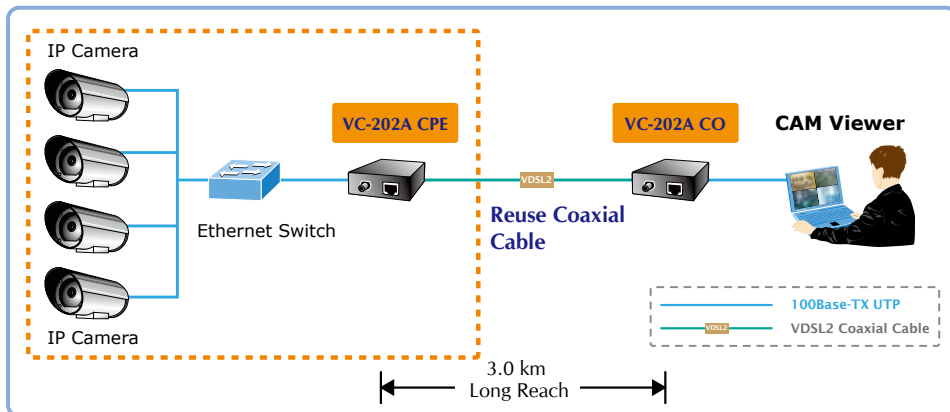 IP Camera
VC-202A CPE
VC-202A CO
CAM Viewer
VDSL2
Ethernet Switch
Reuse Coaxial
Cable
IP Camera
100Base-TX UTP
VDSL2
VDSL2 Coaxial Cable
3.0 km
Long Reach